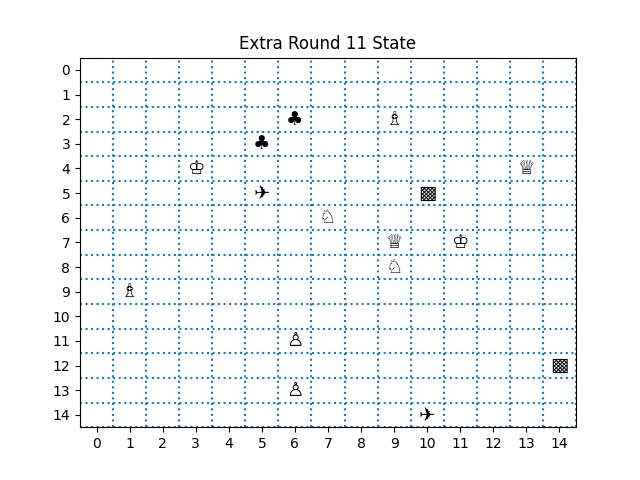 Extra Round 11 State
0
1
2 ♣ ♗
3 ♣
4 ♔ ♕
5 ✈ ▩
6 ♘
7 ♕ ♔
8 ♘
9 ♗
10
11 ♙
12 ▩
13 ♙
14 ✈
0 1 2 3 4 5 6 7 8 9 10 11 12 13 14